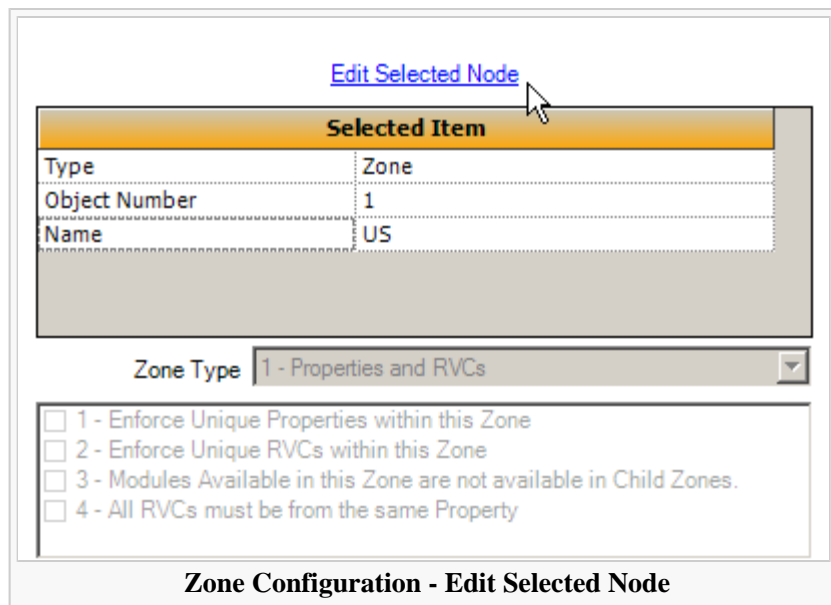 Edit Selected Node
Selected Item
Type Zone
Object Number 1
Name US
Zone Type 1 - Properties and RVCs
1 - Enforce Unique Properties within this Zone
2 - Enforce Unique RVCs within this Zone
3 - Modules Available in this Zone are not available in Child Zones.
4 - All RVCs must be from the same Property
Zone Configuration - Edit Selected Node